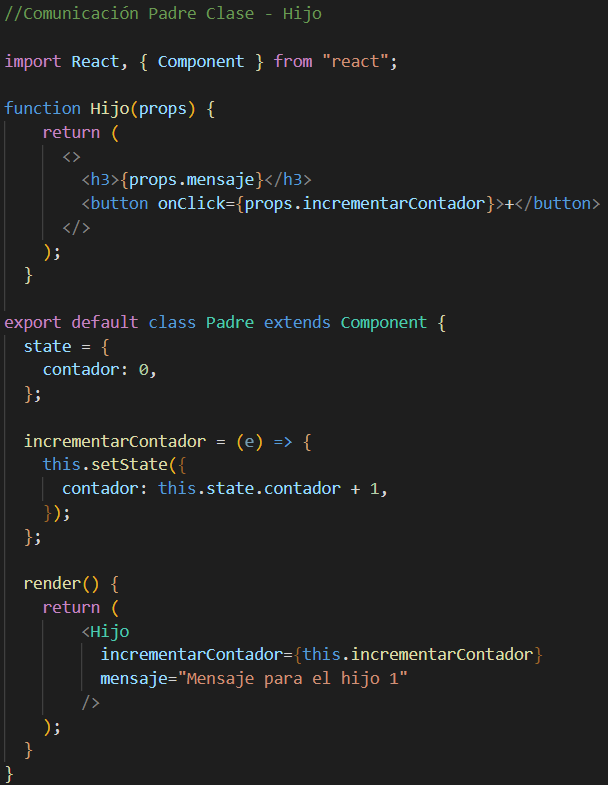 //Comunicación Padre Clase - Hijo
import React, { Component } from "react";
function Hijo(props) {
return (
<>
<h3>{props.mensaje}</h3>
<button onClick={props.incrementarContador}>+</button>
</>
);
}
export default class Padre extends Component {
state = {
contador: 0,
};
incrementarContador = (e) => {
this.setState({
contador: this.state.contador + 1,
});
};
render() {
return (
<Hijo
incrementarContador={this.incrementarContador}
mensaje="Mensaje para el hijo 1"
/>
);
}
}